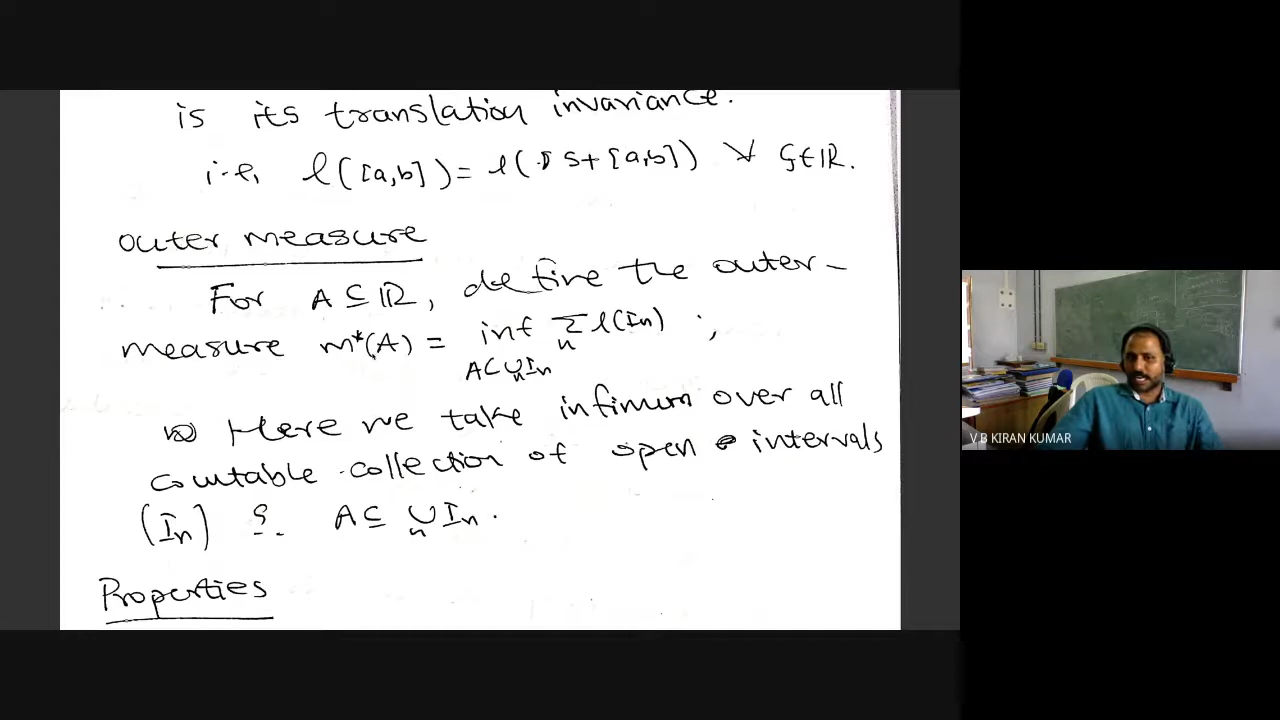 is its translation invariance.
i.e, l([a,b]) = l( s+[a,b]) ∀ s∈ℝ.
outer measure
For A ⊆ ℝ, define the outer-
measure m*(A) = inf Σ l(In) ;
n
A⊂∪In
n
Here we take infimum over all
countable collection of open intervals
(In) s.t. A ⊆ ∪ In .
n
Properties
V B KIRAN KUMAR